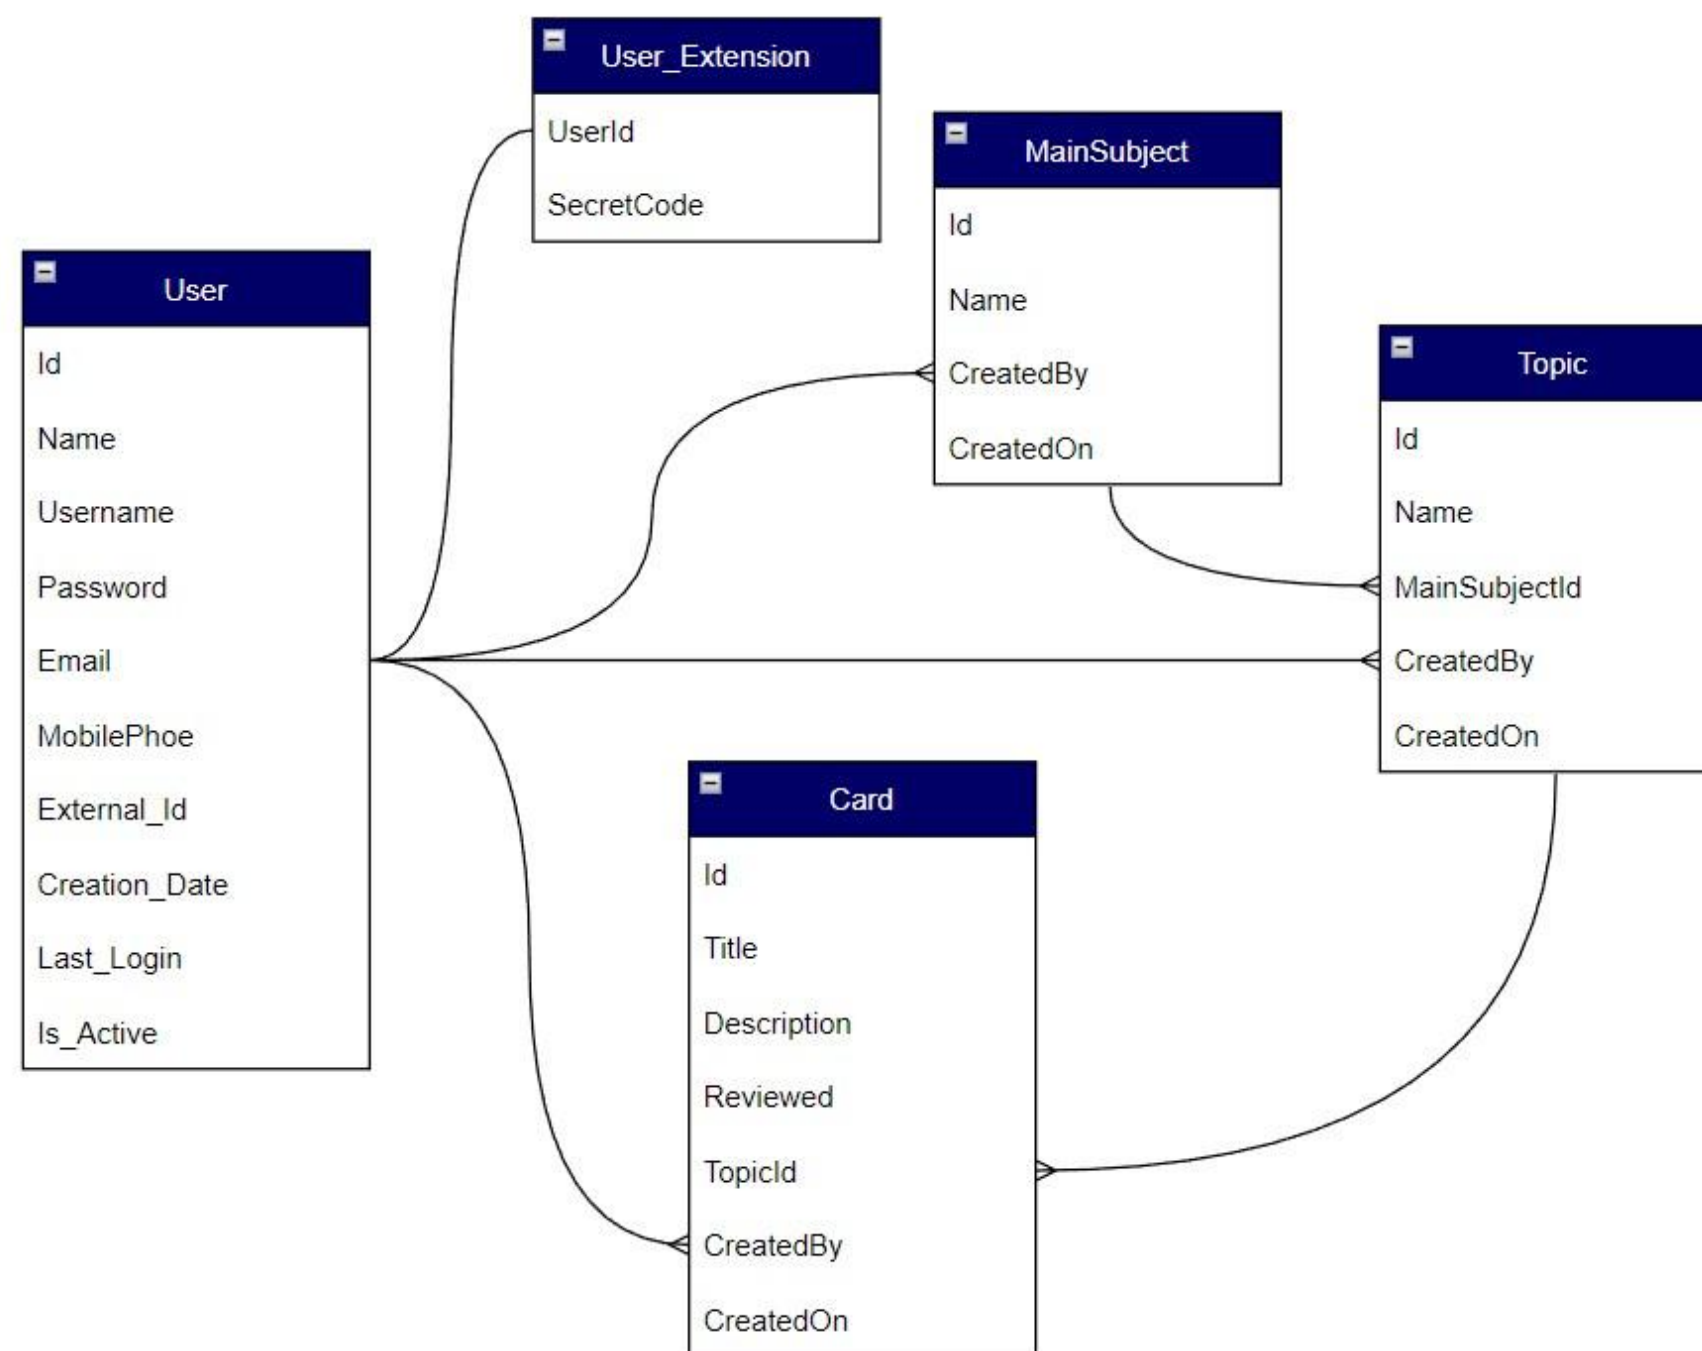 User_Extension
UserId
SecretCode
MainSubject
Id
Name
CreatedBy
CreatedOn
User
Id
Name
Username
Password
Email
MobilePhoe
External_Id
Creation_Date
Last_Login
Is_Active
Topic
Id
Name
MainSubjectId
CreatedBy
CreatedOn
Card
Id
Title
Description
Reviewed
TopicId
CreatedBy
CreatedOn